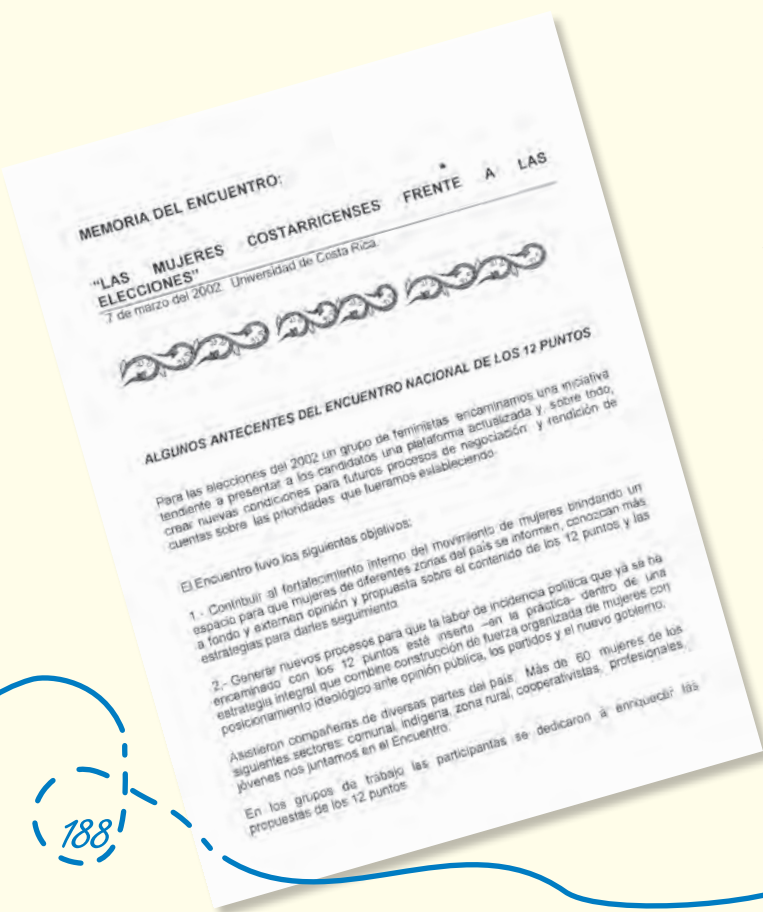 MEMORIA DEL ENCUENTRO:
"LAS MUJERES COSTARRICENSES FRENTE A LAS
ELECCIONES"
7 de marzo del 2002. Universidad de Costa Rica.
ALGUNOS ANTECENTES DEL ENCUENTRO NACIONAL DE LOS 12 PUNTOS
Para las elecciones del 2002 un grupo de feministas encaminamos una iniciativa
tendiente a presentar a los candidatos una plataforma actualizada y, sobre todo,
crear nuevas condiciones para futuros procesos de negociación y rendición de
cuentas sobre las prioridades que fueramos estableciendo.
El Encuentro tuvo los siguientes objetivos:
1.- Contribuir al fortalecimiento interno del movimiento de mujeres brindando un
espacio para que mujeres de diferentes zonas del país se informen, conozcan más
a fondo y externen opinión y propuesta sobre el contenido de los 12 puntos y las
estrategias para darles seguimiento.
2.- Generar nuevos procesos para que la labor de incidencia política que ya se ha
encaminado con los 12 puntos esté inserta –en la práctica- dentro de una
estrategia integral que combine construcción de fuerza organizada de mujeres con
posicionamiento ideológico ante opinión pública, los partidos y el nuevo gobierno.
Asistieron compañeras de diversas partes del país. Más de 60 mujeres de los
siguientes sectores: comunal, indígena, zona rural, cooperativistas, profesionales,
jóvenes nos juntamos en el Encuentro.
En los grupos de trabajo las participantas se dedicaron a enriquecer las
propuestas de los 12 puntos.
188